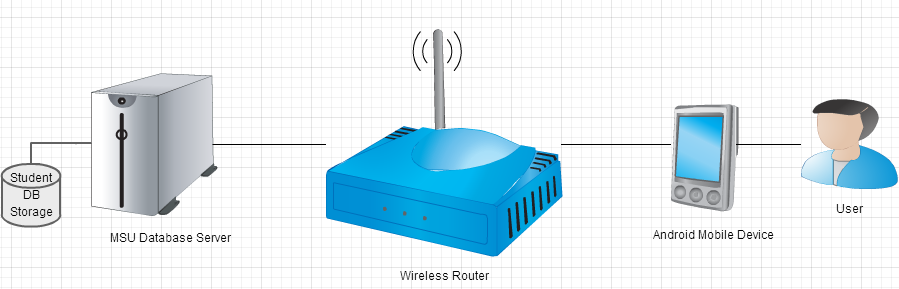 Student
DB
Storage
MSU Database Server
Wireless Router
Android Mobile Device
User